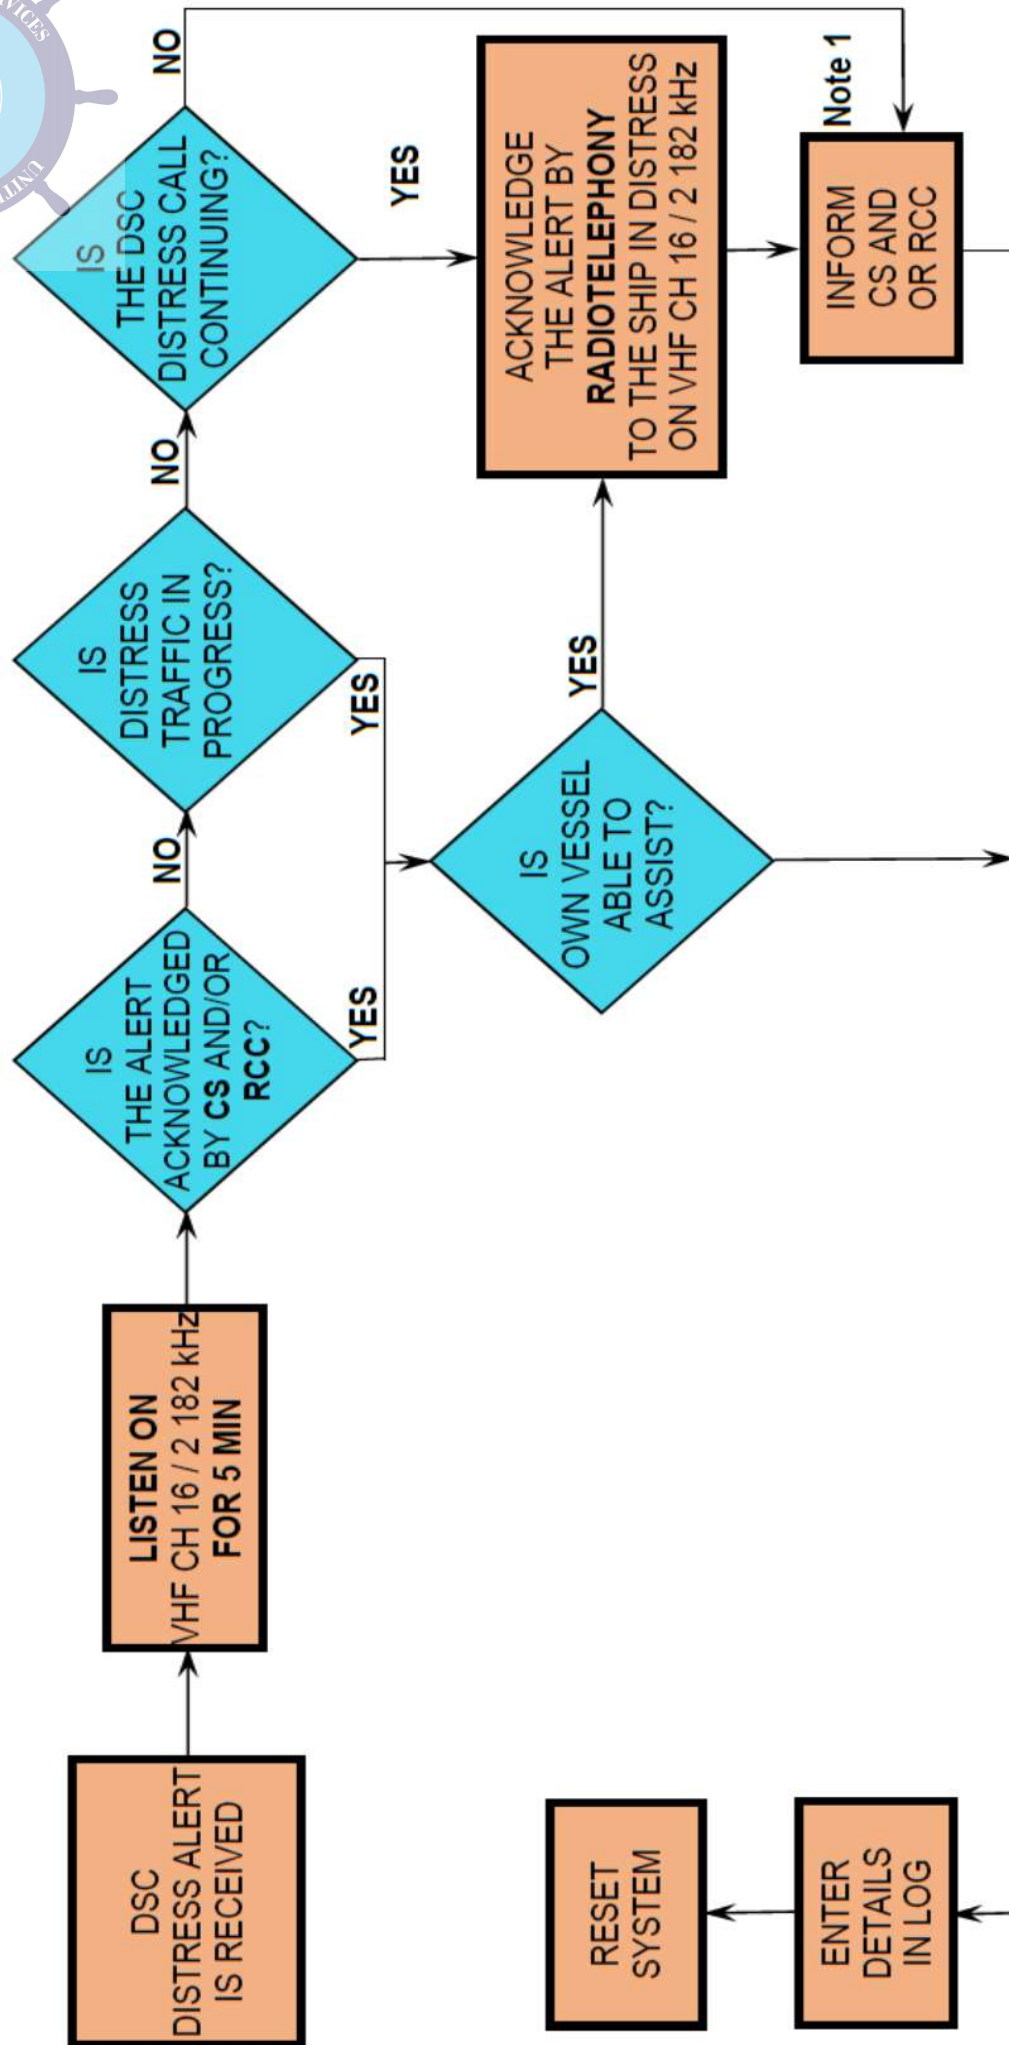 DSC
DISTRESS ALERT
IS RECEIVED
LISTEN ON
VHF CH 16 / 2 182 kHz
FOR 5 MIN
IS
THE ALERT
ACKNOWLEDGED
BY CS AND/OR
RCC?
NO
YES
IS
DISTRESS
TRAFFIC IN
PROGRESS?
NO
YES
IS
THE DSC
DISTRESS CALL
CONTINUING?
NO
YES
RESET
SYSTEM
IS
OWN VESSEL
ABLE TO
ASSIST?
YES
ACKNOWLEDGE
THE ALERT BY
RADIOTELEPHONY
TO THE SHIP IN DISTRESS
ON VHF CH 16 / 2 182 kHz
ENTER
DETAILS
IN LOG
Note 1
INFORM
CS AND
OR RCC